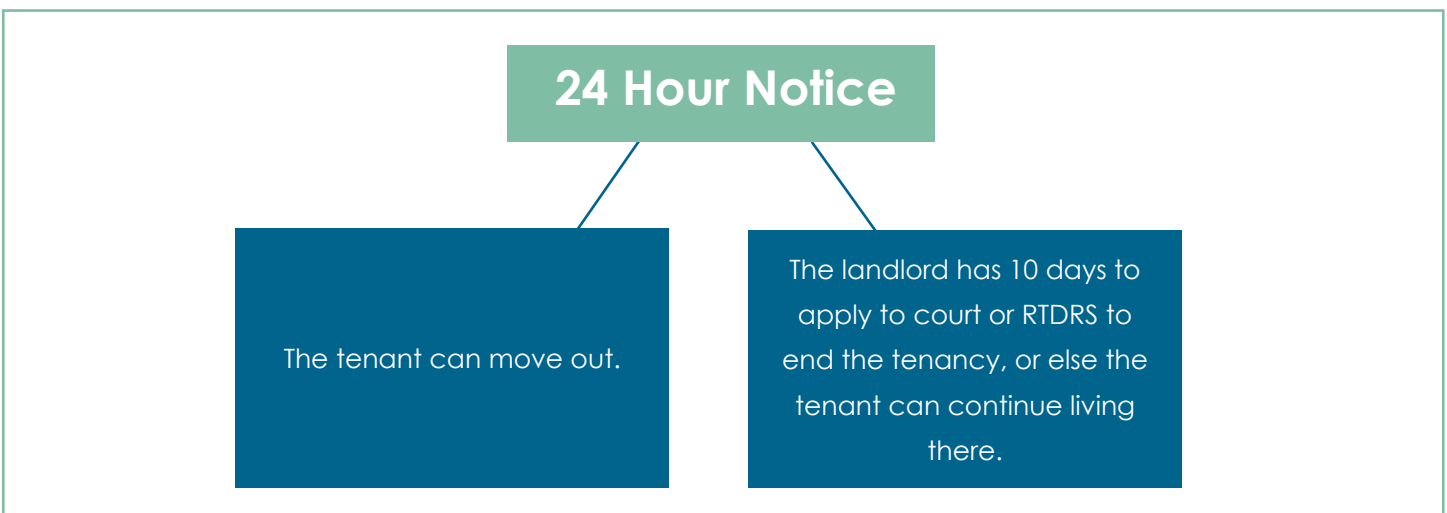 24 Hour Notice
The tenant can move out.
The landlord has 10 days to
apply to court or RTDRS to
end the tenancy, or else the
tenant can continue living
there.